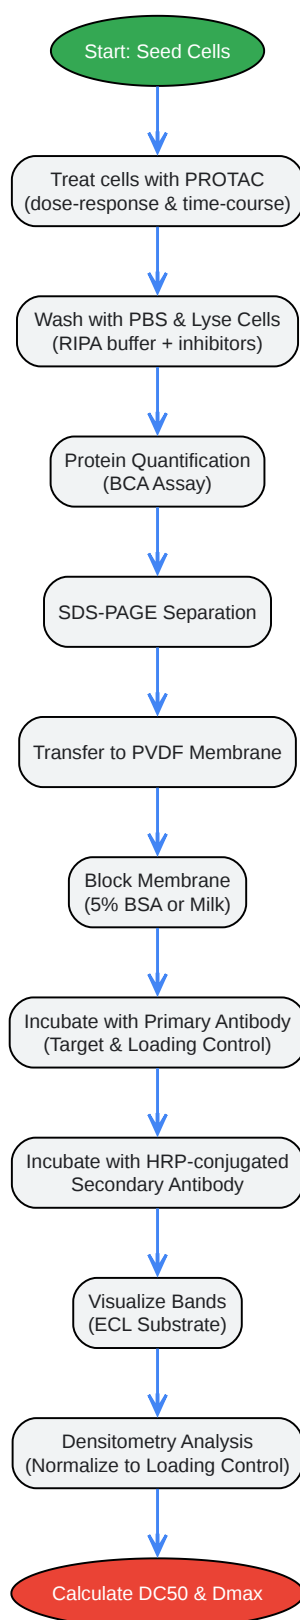 Start: Seed Cells
Treat cells with PROTAC
(dose-response & time-course)
Wash with PBS & Lyse Cells
(RIPA buffer + inhibitors)
Protein Quantification
(BCA Assay)
SDS-PAGE Separation
Transfer to PVDF Membrane
Block Membrane
(5% BSA or Milk)
Incubate with Primary Antibody
(Target & Loading Control)
Incubate with HRP-conjugated
Secondary Antibody
Visualize Bands
(ECL Substrate)
Densitometry Analysis
(Normalize to Loading Control)
Calculate DC50 & Dmax